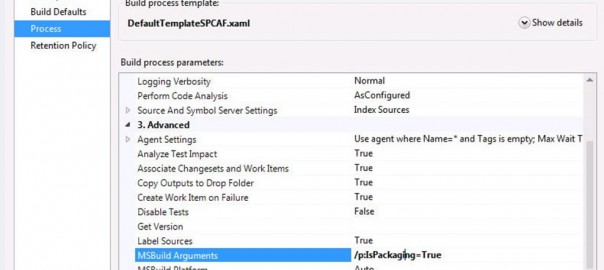 Build process template:
Build Defaults
DefaultTemplateSPCAF.xaml
Show details
Process
Retention Policy
Build process parameters:
Logging Verbosity Normal
Perform Code Analysis AsConfigured
Source And Symbol Server Settings Index Sources
3. Advanced
Agent Settings Use agent where Name=* and Tags is empty; Max Wait T
Analyze Test Impact True
Associate Changesets and Work Items True
Copy Outputs to Drop Folder True
Create Work Item on Failure True
Disable Tests False
Get Version
Label Sources True
MSBuild Arguments /p:IsPackaging=True
MSBuild Platform Auto